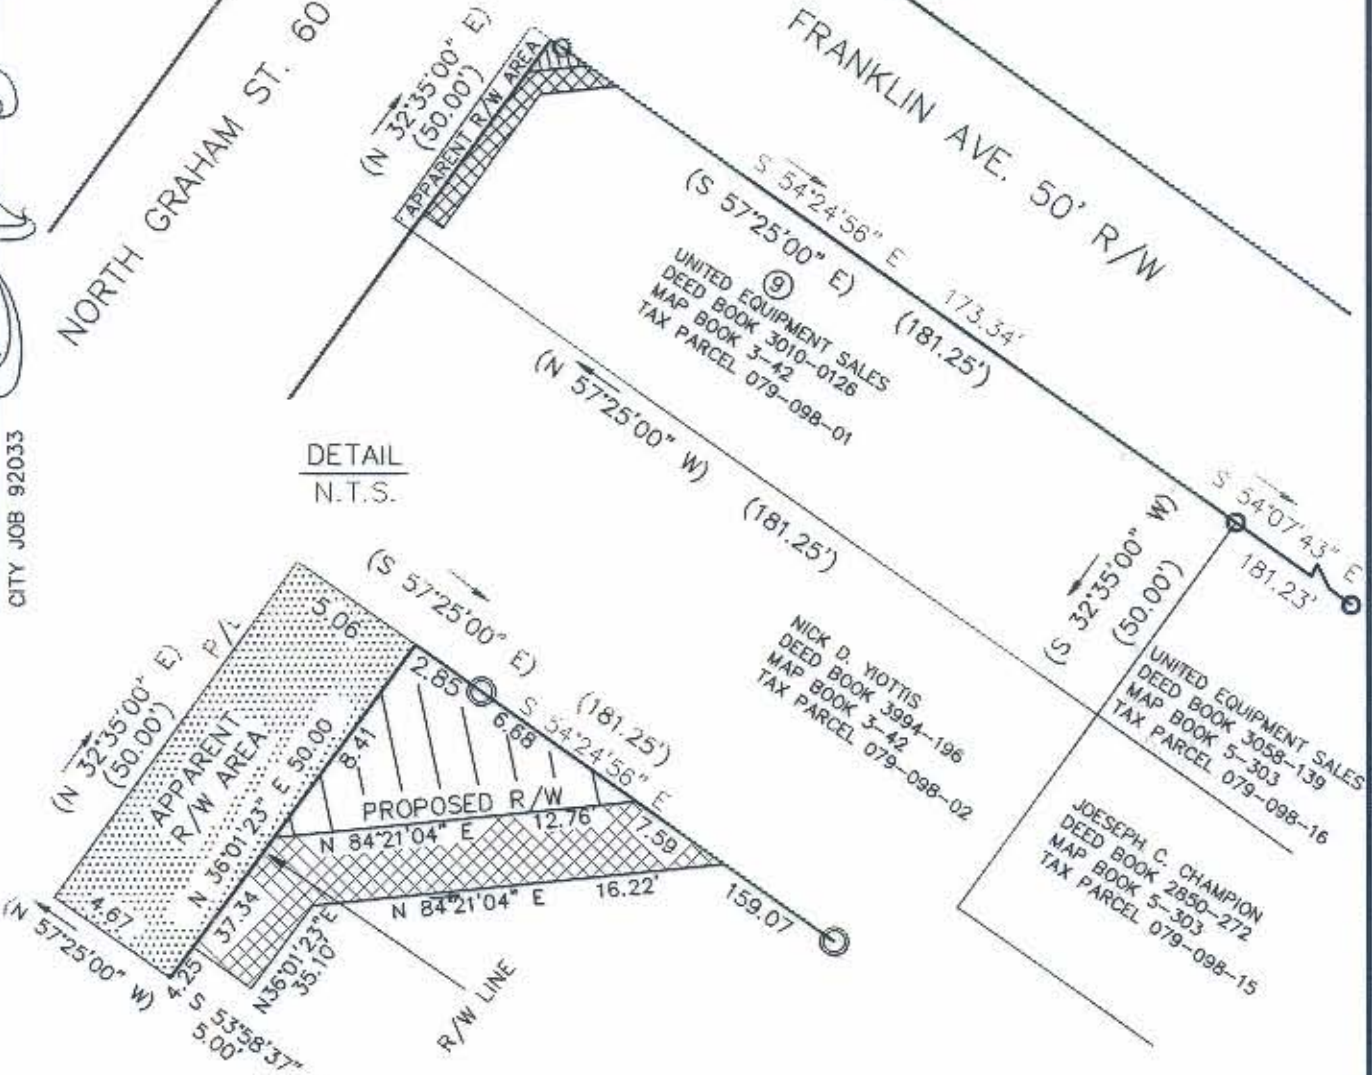 CITY JOB 92033
NORTH GRAHAM ST. 60
FRANKLIN AVE. 50' R/W
(N 32°35'00" E)
(50.00')
APPARENT R/W AREA
S 54°24'56" E
173.34'
(S 57°25'00" E)
(181.25')
9
UNITED EQUIPMENT SALES
DEED BOOK 3010-0126
MAP BOOK 3-42
TAX PARCEL 079-098-01
(N 57°25'00" W)
(181.25')
S 54°07'43" E
181.23'
(S 32°35'00" W)
(50.00')
NICK D. YIOTTIS
DEED BOOK 3994-196
MAP BOOK 3-42
TAX PARCEL 079-098-02
UNITED EQUIPMENT SALES
DEED BOOK 3058-139
MAP BOOK 5-303
TAX PARCEL 079-098-16
JOESEPH C. CHAMPION
DEED BOOK 2850-272
MAP BOOK 5-303
TAX PARCEL 079-098-15
DETAIL
N.T.S.
(S 57°25'00" E)
(181.25')
5.06
2.85
6.68
S 54°24'56" E
P/L
(N 32°35'00" E)
(50.00')
APPARENT
R/W AREA
N 36°01'23" E 50.00
8.41
PROPOSED R/W
N 84°21'04" E
12.76
7.59
N 84°21'04" E
16.22'
159.07
37.34
4.67
(N 57°25'00" W)
4.25
S 53°58'37"
5.00'
N36°01'23"E
35.10'
R/W LINE